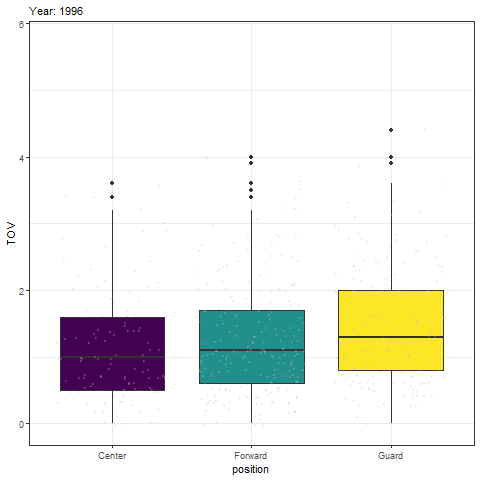 Year: 1996
6
4
2
0
TOV
Center Forward Guard
position